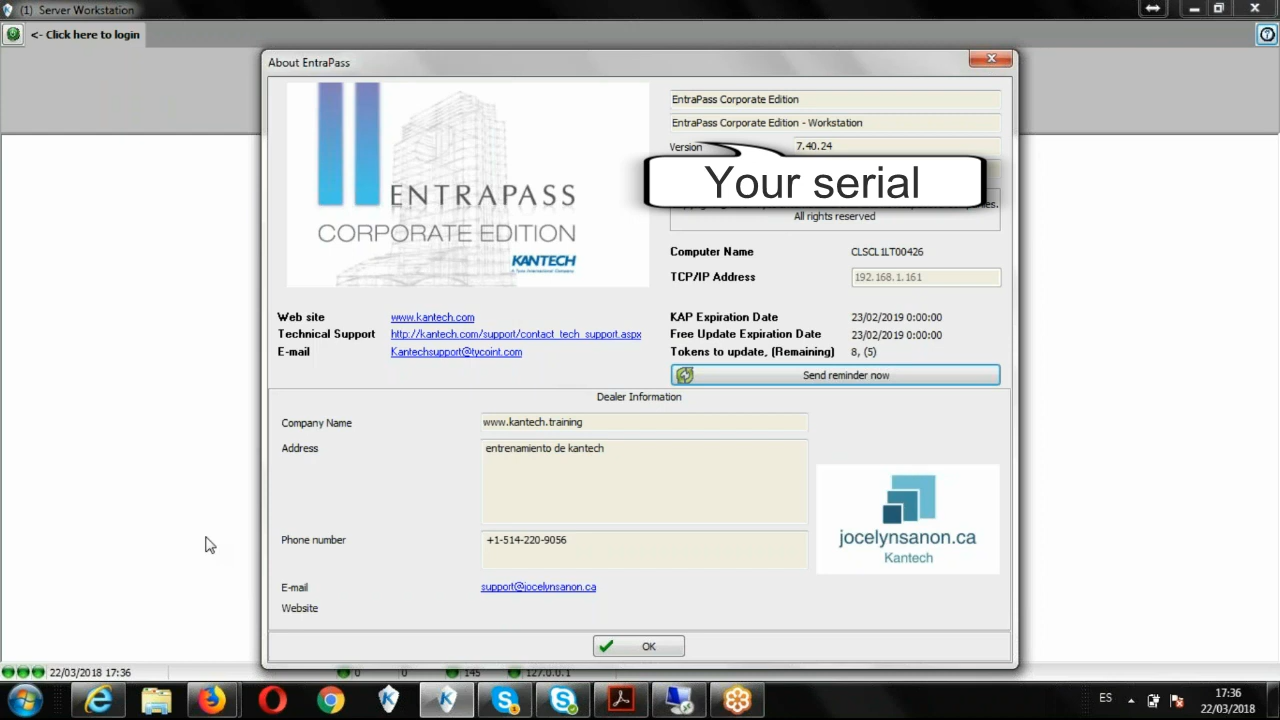 (1) Server Workstation
<- Click here to login
About EntraPass
ENTRAPASS
CORPORATE EDITION
KANTECH
A Tyco International Company
EntraPass Corporate Edition
EntraPass Corporate Edition - Workstation
Version 7.40.24
Your serial
All rights reserved
Computer Name CLSCL1LT00426
TCP/IP Address 192.168.1.161
Web site www.kantech.com
Technical Support http://kantech.com/support/contact_tech_support.aspx
E-mail Kantechsupport@tycoint.com
KAP Expiration Date 23/02/2019 0:00:00
Free Update Expiration Date 23/02/2019 0:00:00
Tokens to update, (Remaining) 8, (5)
Send reminder now
Dealer Information
Company Name www.kantech.training
Address entrenamiento de kantech
Phone number +1-514-220-9056
E-mail support@jocelynsanon.ca
Website
jocelynsanon.ca
Kantech
OK
22/03/2018 17:36 0 0 145 127.0.0.1
ES 17:36
22/03/2018